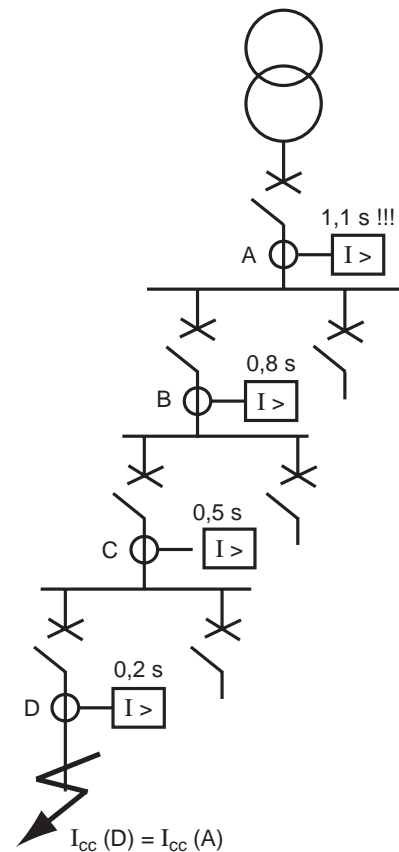 1,1 s !!!
A I >
0,8 s
B I >
0,5 s
C I >
0,2 s
D I >
Icc (D) = Icc (A)